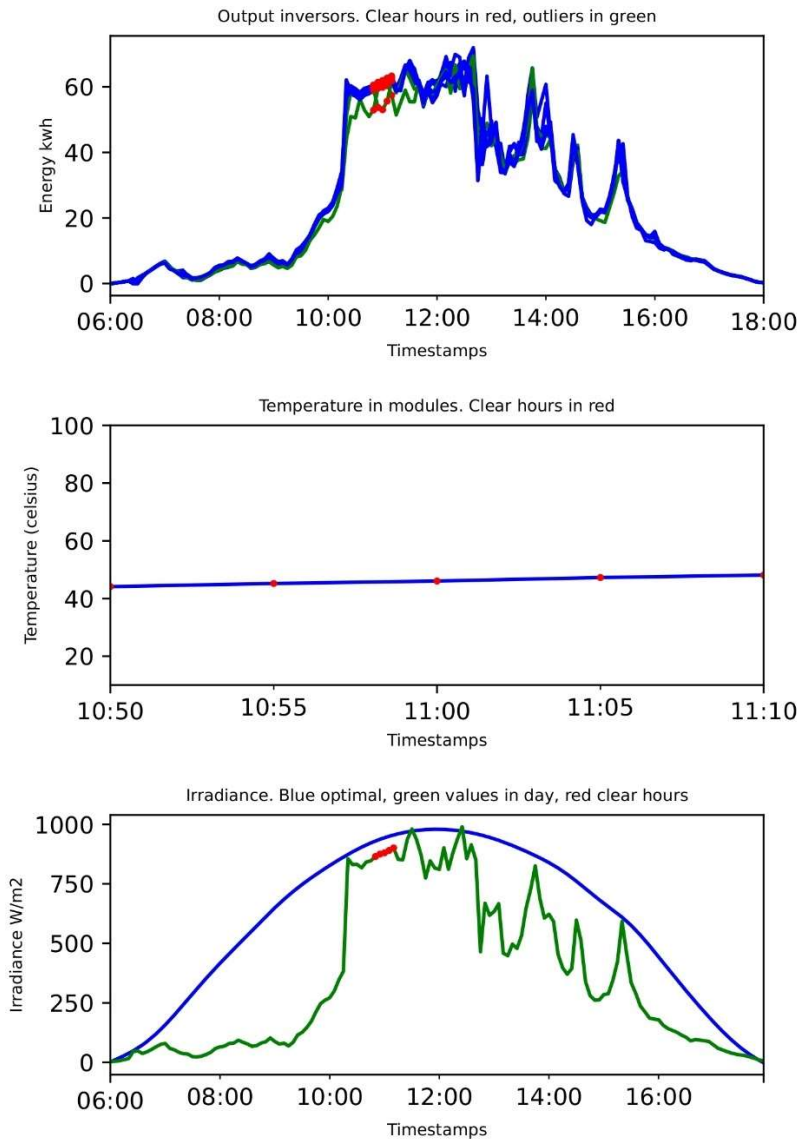 Output inversors. Clear hours in red, outliers in green
60
40
20
0
Energy kwh
06:00 08:00 10:00 12:00 14:00 16:00 18:00
Timestamps
Temperature in modules. Clear hours in red
100
80
60
40
20
Temperature (celsius)
10:50 10:55 11:00 11:05 11:10
Timestamps
Irradiance. Blue optimal, green values in day, red clear hours
1000
750
500
250
0
Irradiance W/m2
06:00 08:00 10:00 12:00 14:00 16:00
Timestamps